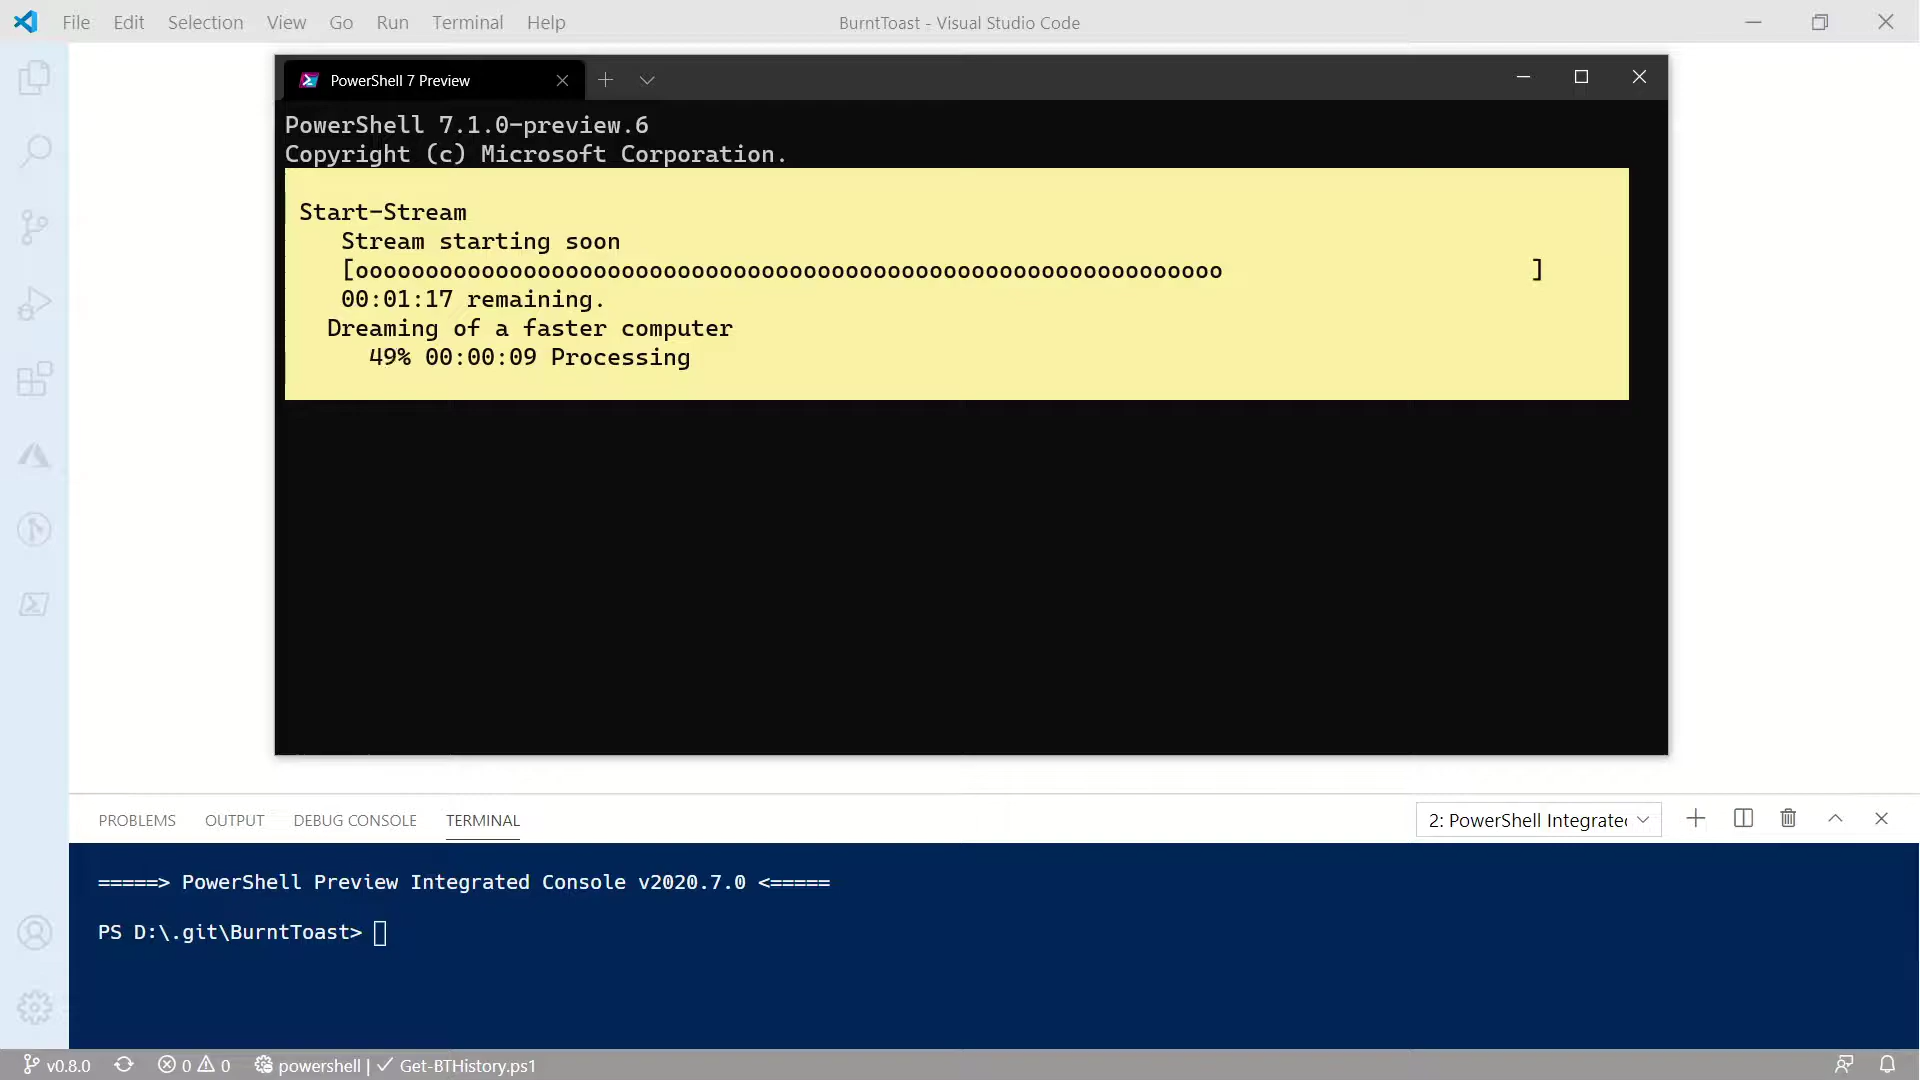 File Edit Selection View Go Run Terminal Help
BurntToast - Visual Studio Code
PowerShell 7 Preview
PowerShell 7.1.0-preview.6
Copyright (c) Microsoft Corporation.
Start-Stream
Stream starting soon
[oooooooooooooooooooooooooooooooooooooooooooooooooooooooooooooo                      ]
00:01:17 remaining.
Dreaming of a faster computer
49% 00:00:09 Processing
PROBLEMS OUTPUT DEBUG CONSOLE TERMINAL
2: PowerShell Integrated
=====> PowerShell Preview Integrated Console v2020.7.0 <=====
PS D:\.git\BurntToast>
v0.8.0 0 0 powershell | ✓ Get-BTHistory.ps1